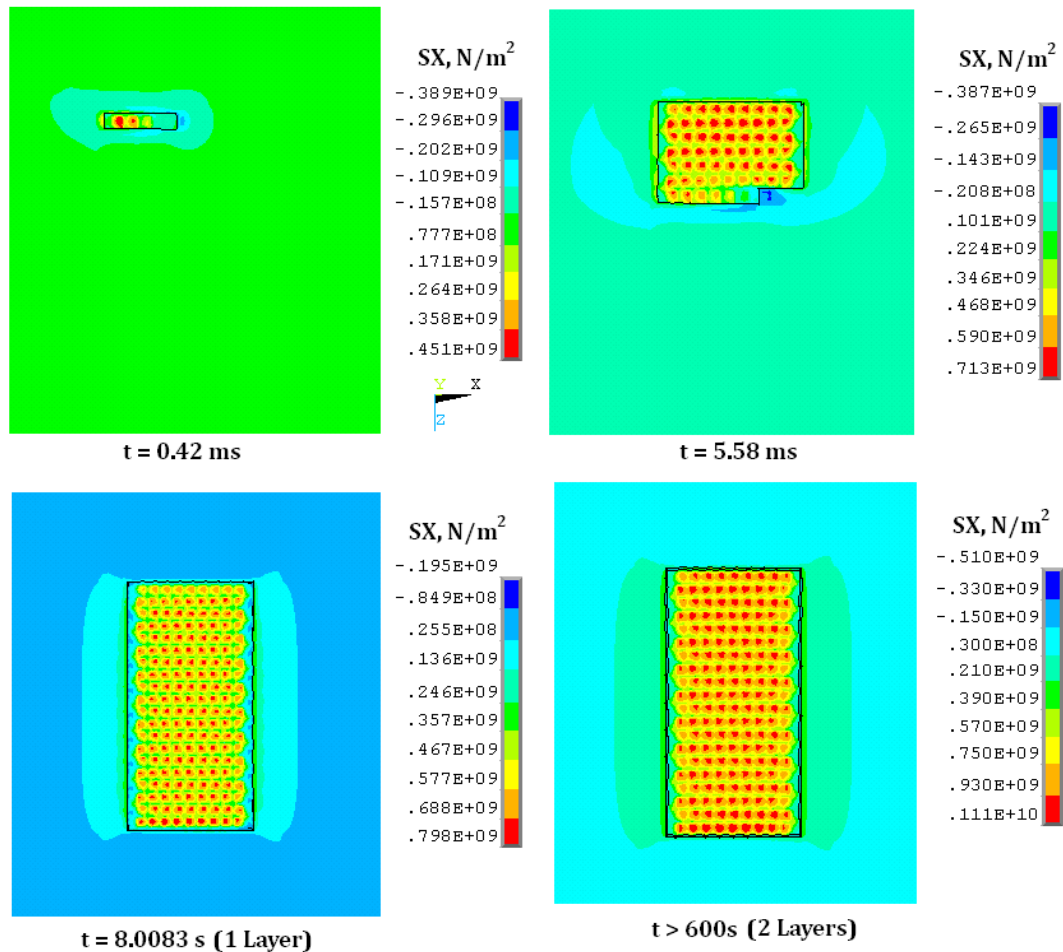 SX, N/m²
-.389E+09
-.296E+09
-.202E+09
-.109E+09
-.157E+08
.777E+08
.171E+09
.264E+09
.358E+09
.451E+09
Y X
Z
t = 0.42 ms
SX, N/m²
-.387E+09
-.265E+09
-.143E+09
-.208E+08
.101E+09
.224E+09
.346E+09
.468E+09
.590E+09
.713E+09
t = 5.58 ms
SX, N/m²
-.195E+09
-.849E+08
.255E+08
.136E+09
.246E+09
.357E+09
.467E+09
.577E+09
.688E+09
.798E+09
t = 8.0083 s (1 Layer)
SX, N/m²
-.510E+09
-.330E+09
-.150E+09
.300E+08
.210E+09
.390E+09
.570E+09
.750E+09
.930E+09
.111E+10
t > 600s (2 Layers)